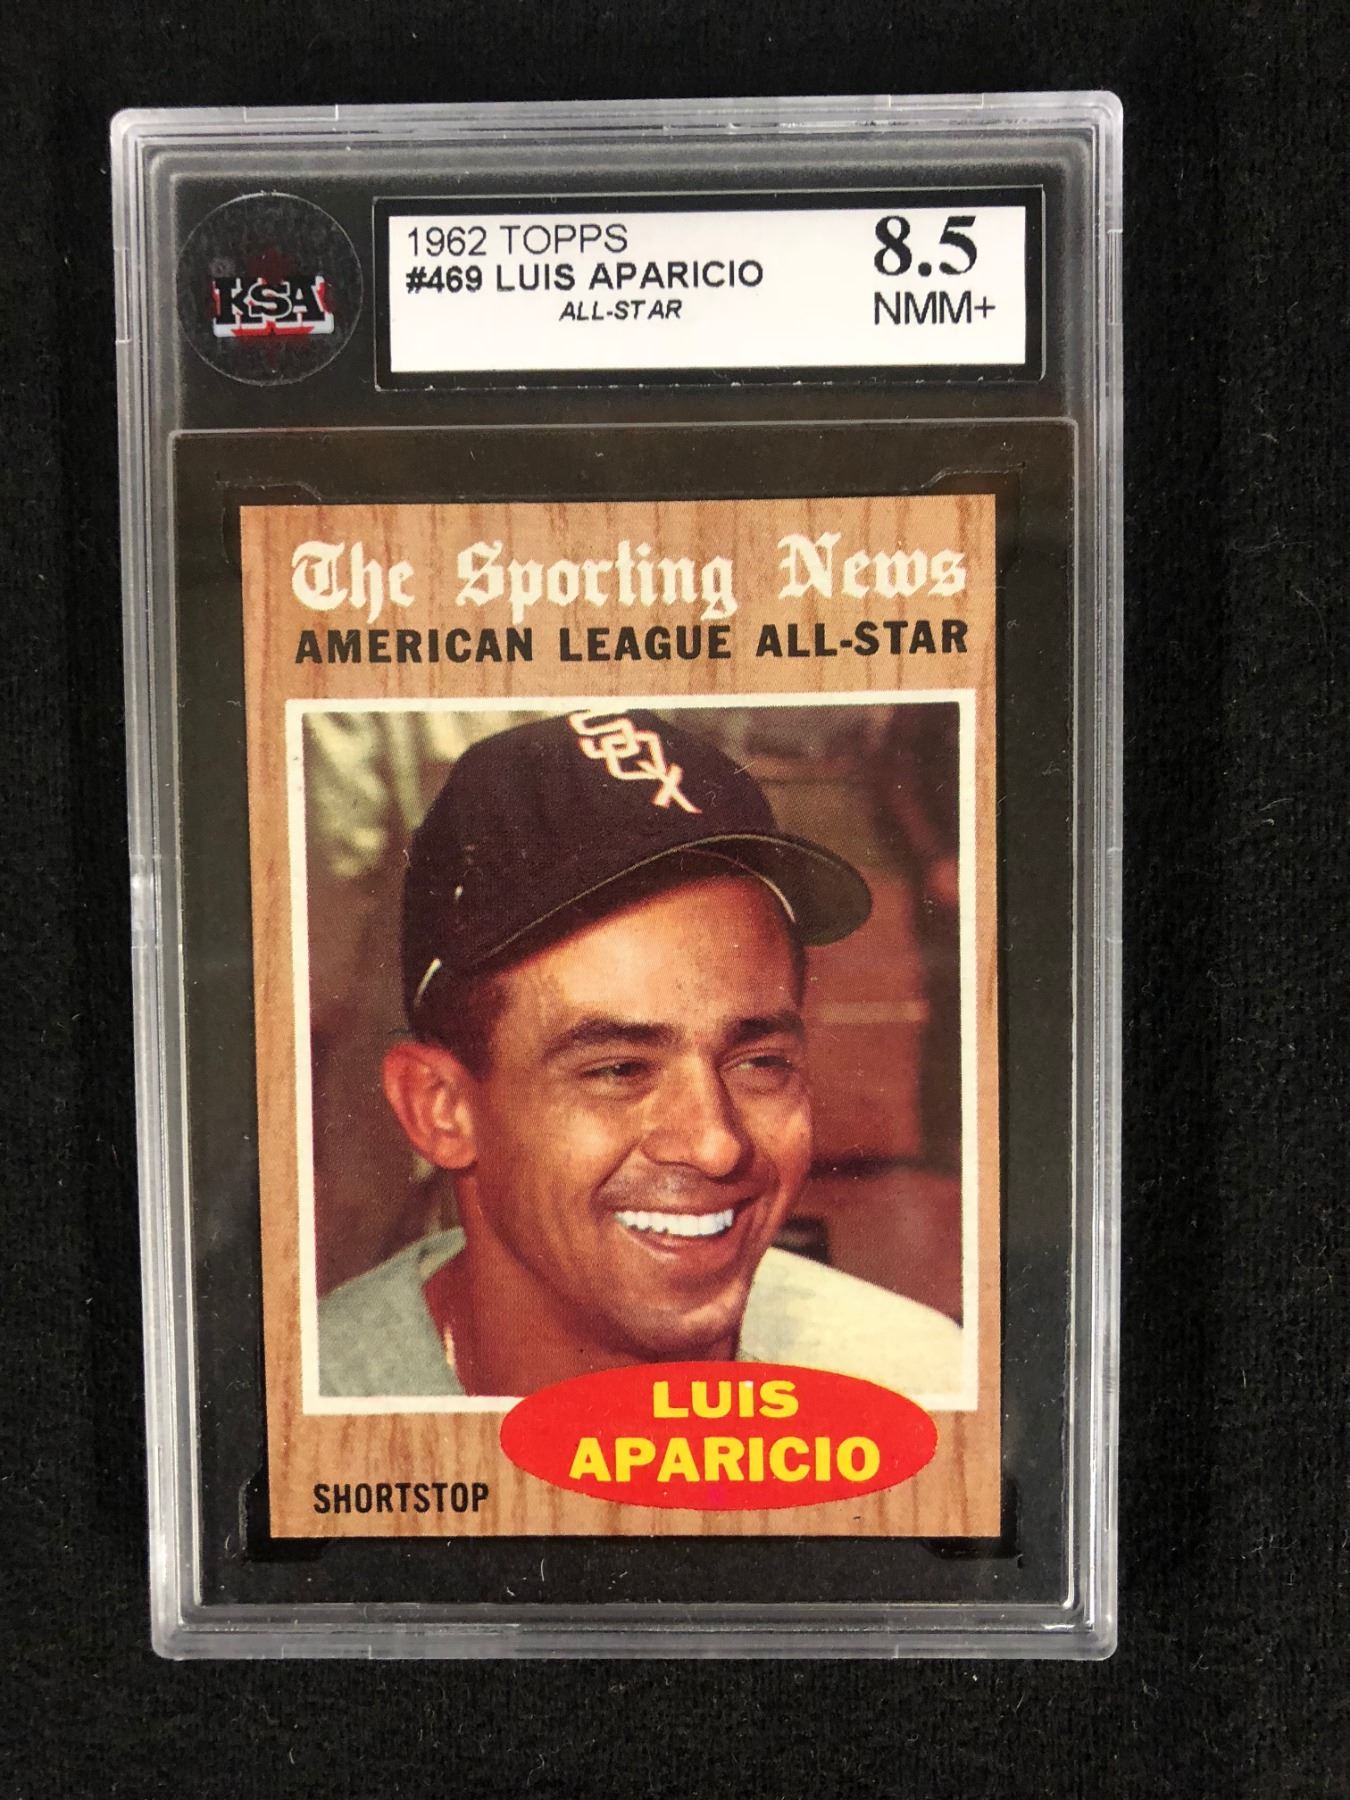 KSA
1962 TOPPS
#469 LUIS APARICIO
ALL-STAR
8.5
NMM+
The Sporting News
AMERICAN LEAGUE ALL-STAR
SOX
LUIS
APARICIO
SHORTSTOP